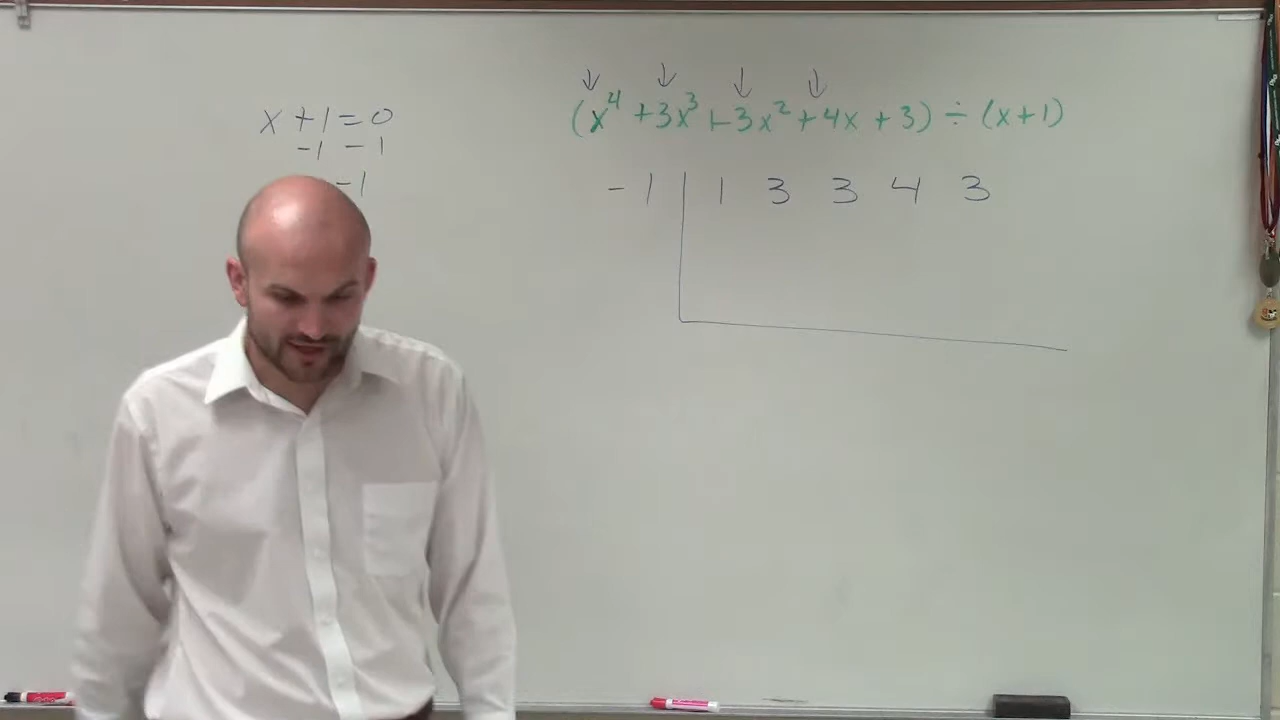 x + 1 = 0
-1 -1
-1
(x⁴ + 3x³ + 3x² + 4x + 3) ÷ (x + 1)
-1 | 1 3 3 4 3